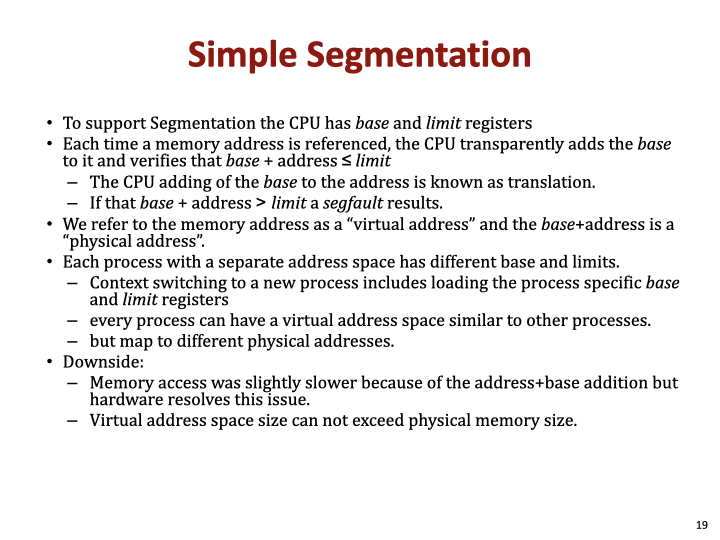 Simple Segmentation
• To support Segmentation the CPU has base and limit registers
• Each time a memory address is referenced, the CPU transparently adds the base
to it and verifies that base + address ≤ limit
– The CPU adding of the base to the address is known as translation.
– If that base + address > limit a segfault results.
• We refer to the memory address as a “virtual address” and the base+address is a
“physical address”.
• Each process with a separate address space has different base and limits.
– Context switching to a new process includes loading the process specific base
and limit registers
– every process can have a virtual address space similar to other processes.
– but map to different physical addresses.
• Downside:
– Memory access was slightly slower because of the address+base addition but
hardware resolves this issue.
– Virtual address space size can not exceed physical memory size.
19